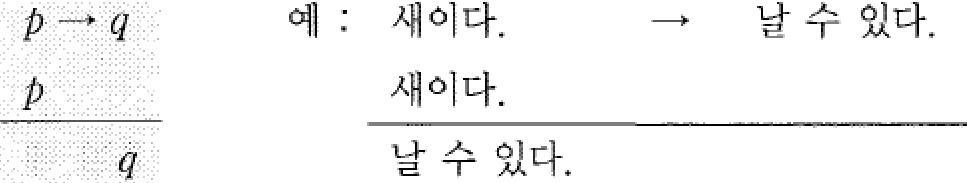 p → q 예 : 새이다. → 날 수 있다.
p 새이다.
q 날 수 있다.